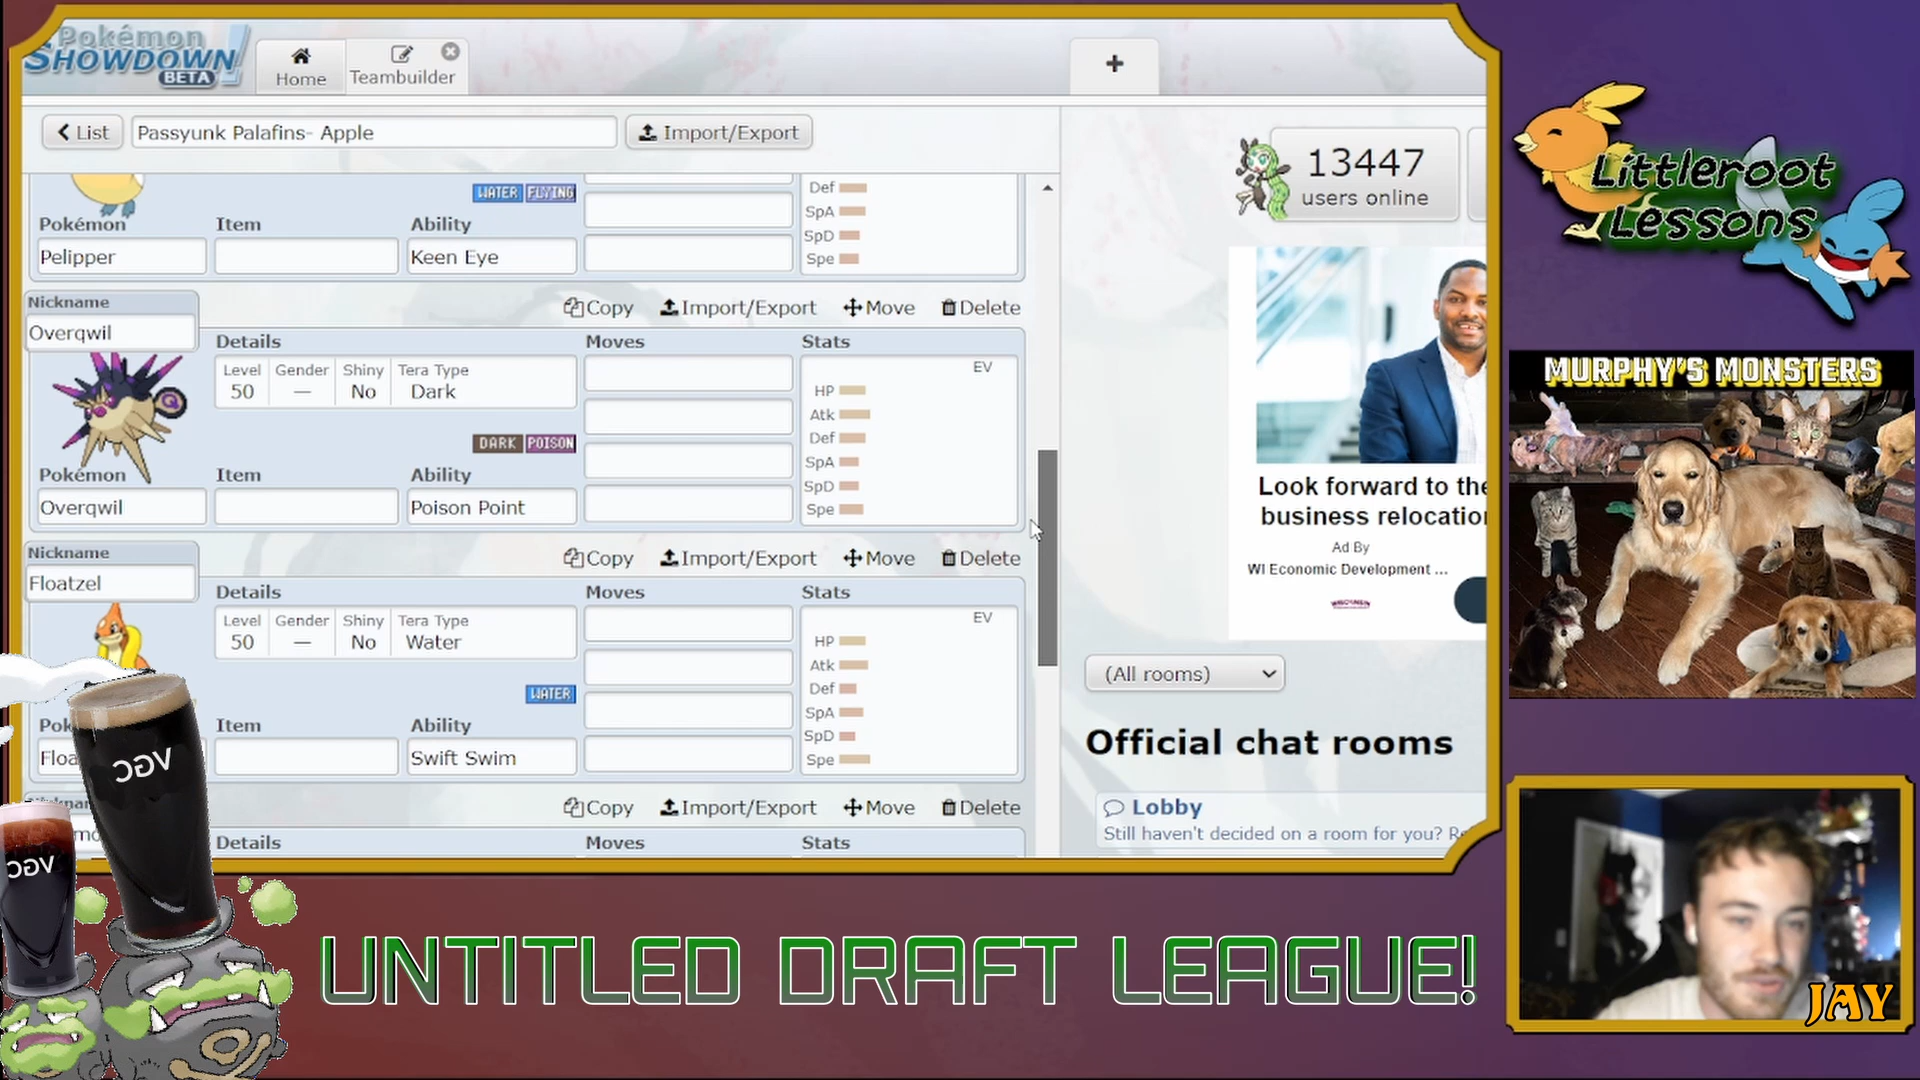 Pokémon
SHOWDOWN!
BETA
Home
Teambuilder
+
List
Passyunk Palafins- Apple
Import/Export
WATER FLYING
Def
SpA
SpD
Spe
Pokémon Item Ability
Pelipper Keen Eye
Nickname
Overqwil
Copy Import/Export Move Delete
Details Moves Stats
Level Gender Shiny Tera Type
50 — No Dark
EV
HP
Atk
Def
SpA
SpD
Spe
DARK POISON
Pokémon Item Ability
Overqwil Poison Point
Nickname
Floatzel
Copy Import/Export Move Delete
Details Moves Stats
Level Gender Shiny Tera Type
50 — No Water
EV
HP
Atk
Def
SpA
SpD
Spe
WATER
Pok Item Ability
Floa Swift Swim
Copy Import/Export Move Delete
Details Moves Stats
13447
users online
Look forward to the
business relocation
Ad By
WI Economic Development ...
(All rooms)
Official chat rooms
Lobby
Still haven't decided on a room for you? Re
Littleroot
Lessons
MURPHY'S MONSTERS
JAY
VGC
VGC
UNTITLED DRAFT LEAGUE!